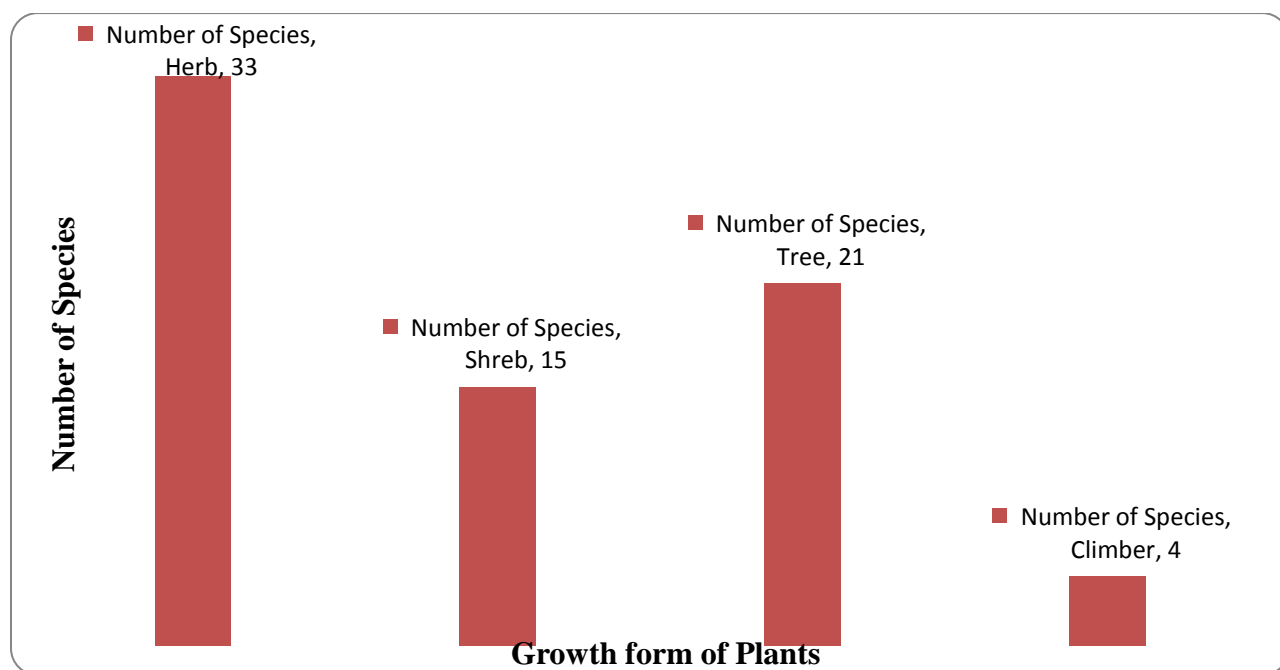 Number of Species,
Herb, 33
Number of Species,
Shreb, 15
Number of Species,
Tree, 21
Number of Species,
Climber, 4
Number of Species
Growth form of Plants